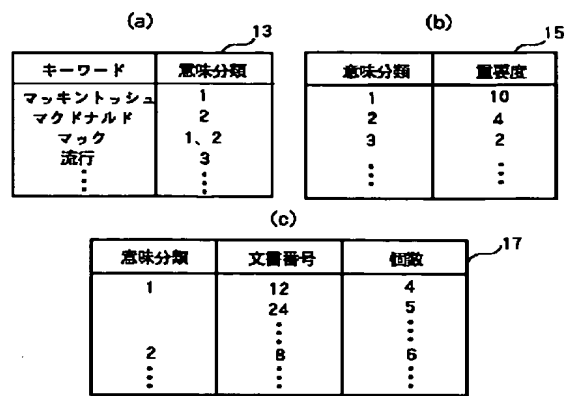 (a)
13
キーワード 意味分類
マッキントッシュ 1
マクドナルド 2
マック 1、2
流行 3
(b)
15
意味分類 重要度
1 10
2 4
3 2
(c)
17
意味分類 文書番号 個数
1 12 4
24 5
2 8 6